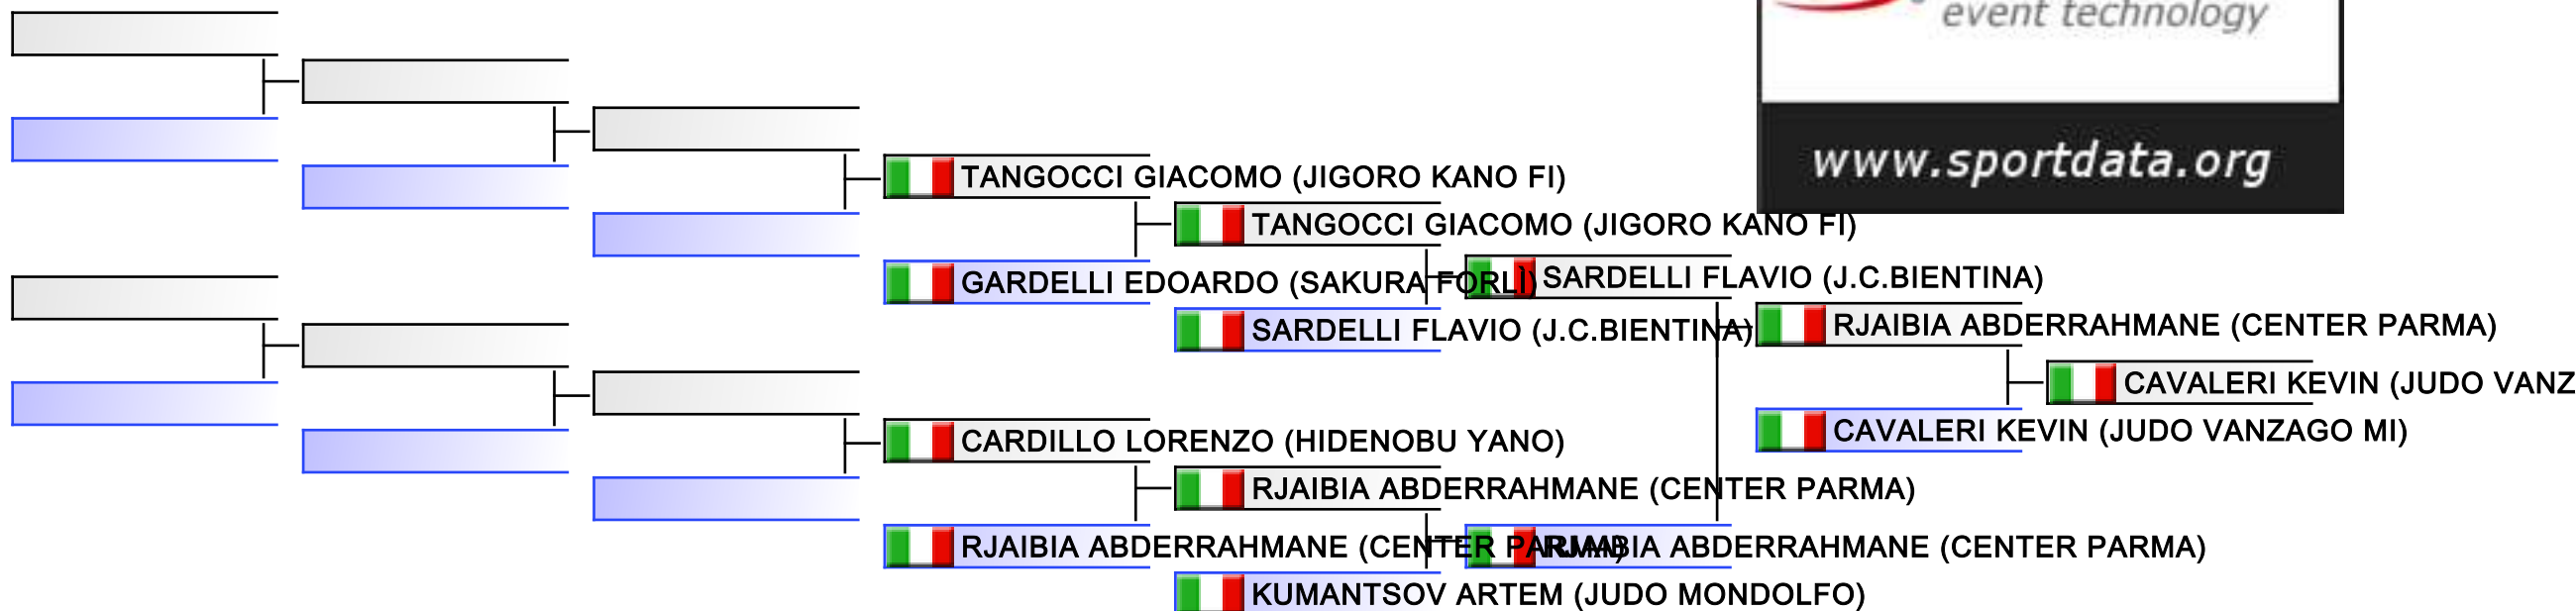 event technology
www.sportdata.org
TANGOCCI GIACOMO (JIGORO KANO FI)
TANGOCCI GIACOMO (JIGORO KANO FI)
GARDELLI EDOARDO (SAKURA FORLÌ)
SARDELLI FLAVIO (J.C.BIENTINA)
SARDELLI FLAVIO (J.C.BIENTINA)
RJAIBIA ABDERRAHMANE (CENTER PARMA)
CAVALERI KEVIN (JUDO VANZ
CAVALERI KEVIN (JUDO VANZAGO MI)
CARDILLO LORENZO (HIDENOBU YANO)
RJAIBIA ABDERRAHMANE (CENTER PARMA)
RJAIBIA ABDERRAHMANE (CENTER PARMA)
RJAIBIA ABDERRAHMANE (CENTER PARMA)
KUMANTSOV ARTEM (JUDO MONDOLFO)